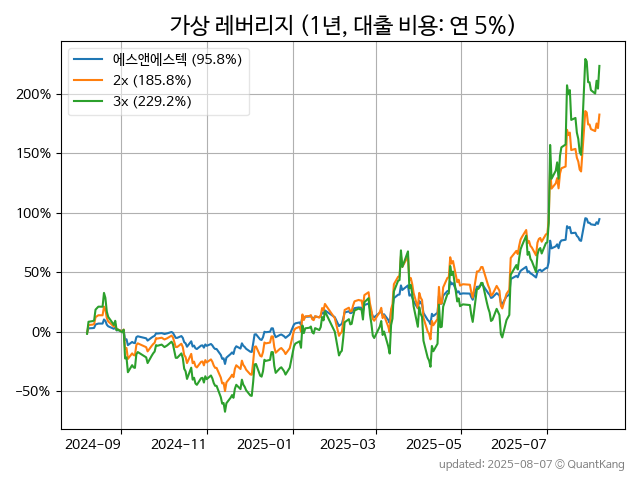 가상 레버리지 (1년, 대출 비용: 연 5%)
에스앤에스텍 (95.8%)
2x (185.8%)
3x (229.2%)
200%
150%
100%
50%
0%
−50%
2024-09 2024-11 2025-01 2025-03 2025-05 2025-07
updated: 2025-08-07 © QuantKang